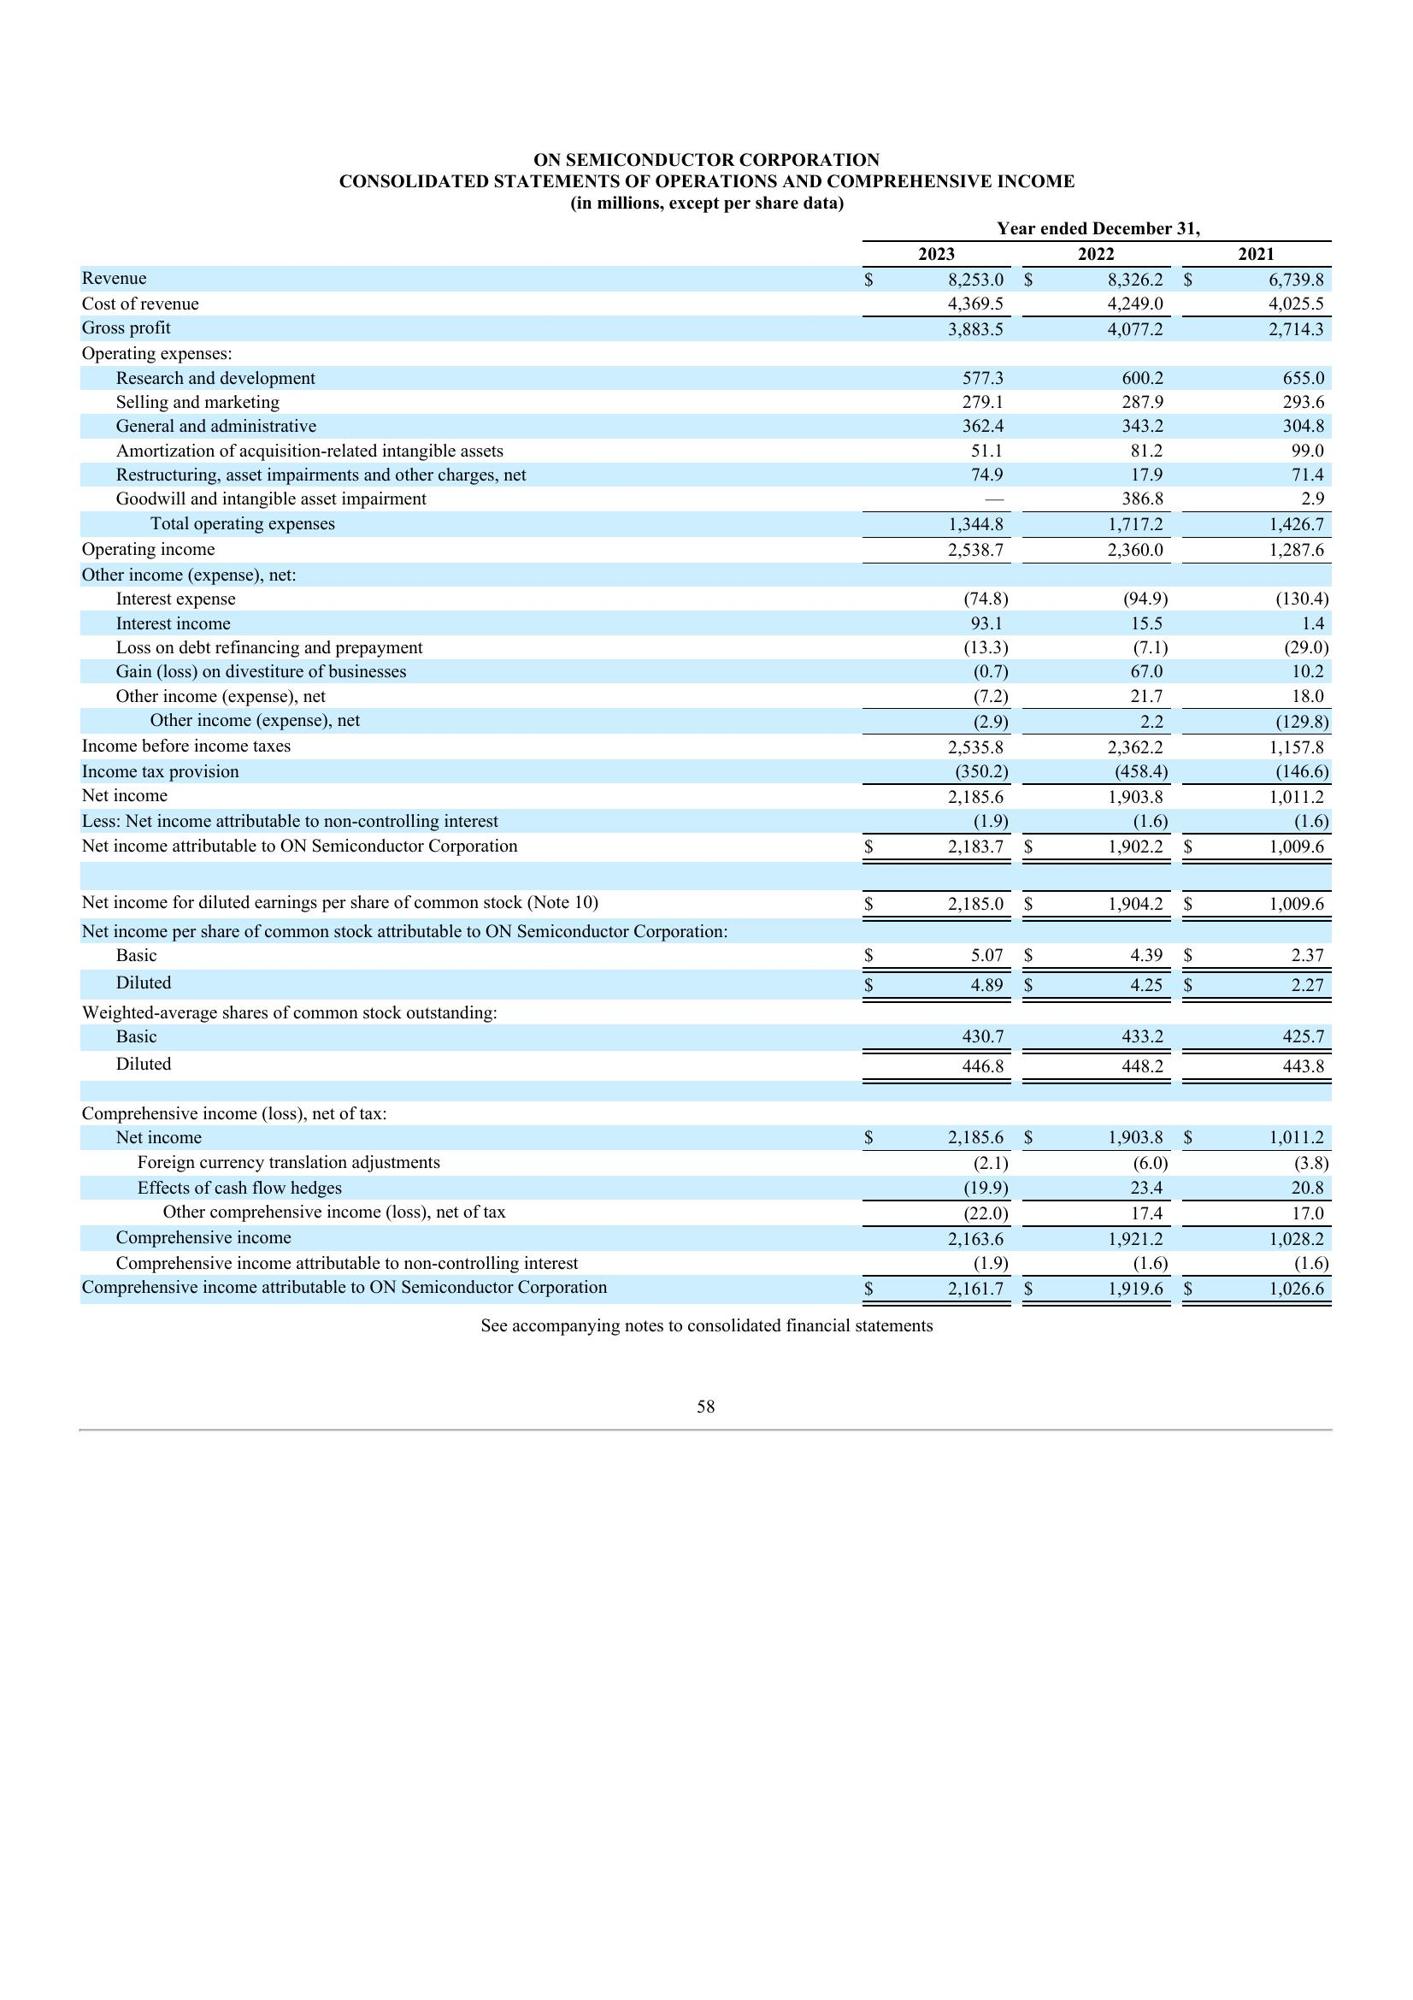 ON SEMICONDUCTOR CORPORATION
CONSOLIDATED STATEMENTS OF OPERATIONS AND COMPREHENSIVE INCOME
(in millions, except per share data)
Year ended December 31,
2023 2022 2021
Revenue $ 8,253.0 $ 8,326.2 $ 6,739.8
Cost of revenue 4,369.5 4,249.0 4,025.5
Gross profit 3,883.5 4,077.2 2,714.3
Operating expenses:
Research and development 577.3 600.2 655.0
Selling and marketing 279.1 287.9 293.6
General and administrative 362.4 343.2 304.8
Amortization of acquisition-related intangible assets 51.1 81.2 99.0
Restructuring, asset impairments and other charges, net 74.9 17.9 71.4
Goodwill and intangible asset impairment — 386.8 2.9
Total operating expenses 1,344.8 1,717.2 1,426.7
Operating income 2,538.7 2,360.0 1,287.6
Other income (expense), net:
Interest expense (74.8) (94.9) (130.4)
Interest income 93.1 15.5 1.4
Loss on debt refinancing and prepayment (13.3) (7.1) (29.0)
Gain (loss) on divestiture of businesses (0.7) 67.0 10.2
Other income (expense), net (7.2) 21.7 18.0
Other income (expense), net (2.9) 2.2 (129.8)
Income before income taxes 2,535.8 2,362.2 1,157.8
Income tax provision (350.2) (458.4) (146.6)
Net income 2,185.6 1,903.8 1,011.2
Less: Net income attributable to non-controlling interest (1.9) (1.6) (1.6)
Net income attributable to ON Semiconductor Corporation $ 2,183.7 $ 1,902.2 $ 1,009.6
Net income for diluted earnings per share of common stock (Note 10) $ 2,185.0 $ 1,904.2 $ 1,009.6
Net income per share of common stock attributable to ON Semiconductor Corporation:
Basic $ 5.07 $ 4.39 $ 2.37
Diluted $ 4.89 $ 4.25 $ 2.27
Weighted-average shares of common stock outstanding:
Basic 430.7 433.2 425.7
Diluted 446.8 448.2 443.8
Comprehensive income (loss), net of tax:
Net income $ 2,185.6 $ 1,903.8 $ 1,011.2
Foreign currency translation adjustments (2.1) (6.0) (3.8)
Effects of cash flow hedges (19.9) 23.4 20.8
Other comprehensive income (loss), net of tax (22.0) 17.4 17.0
Comprehensive income 2,163.6 1,921.2 1,028.2
Comprehensive income attributable to non-controlling interest (1.9) (1.6) (1.6)
Comprehensive income attributable to ON Semiconductor Corporation $ 2,161.7 $ 1,919.6 $ 1,026.6
See accompanying notes to consolidated financial statements
58